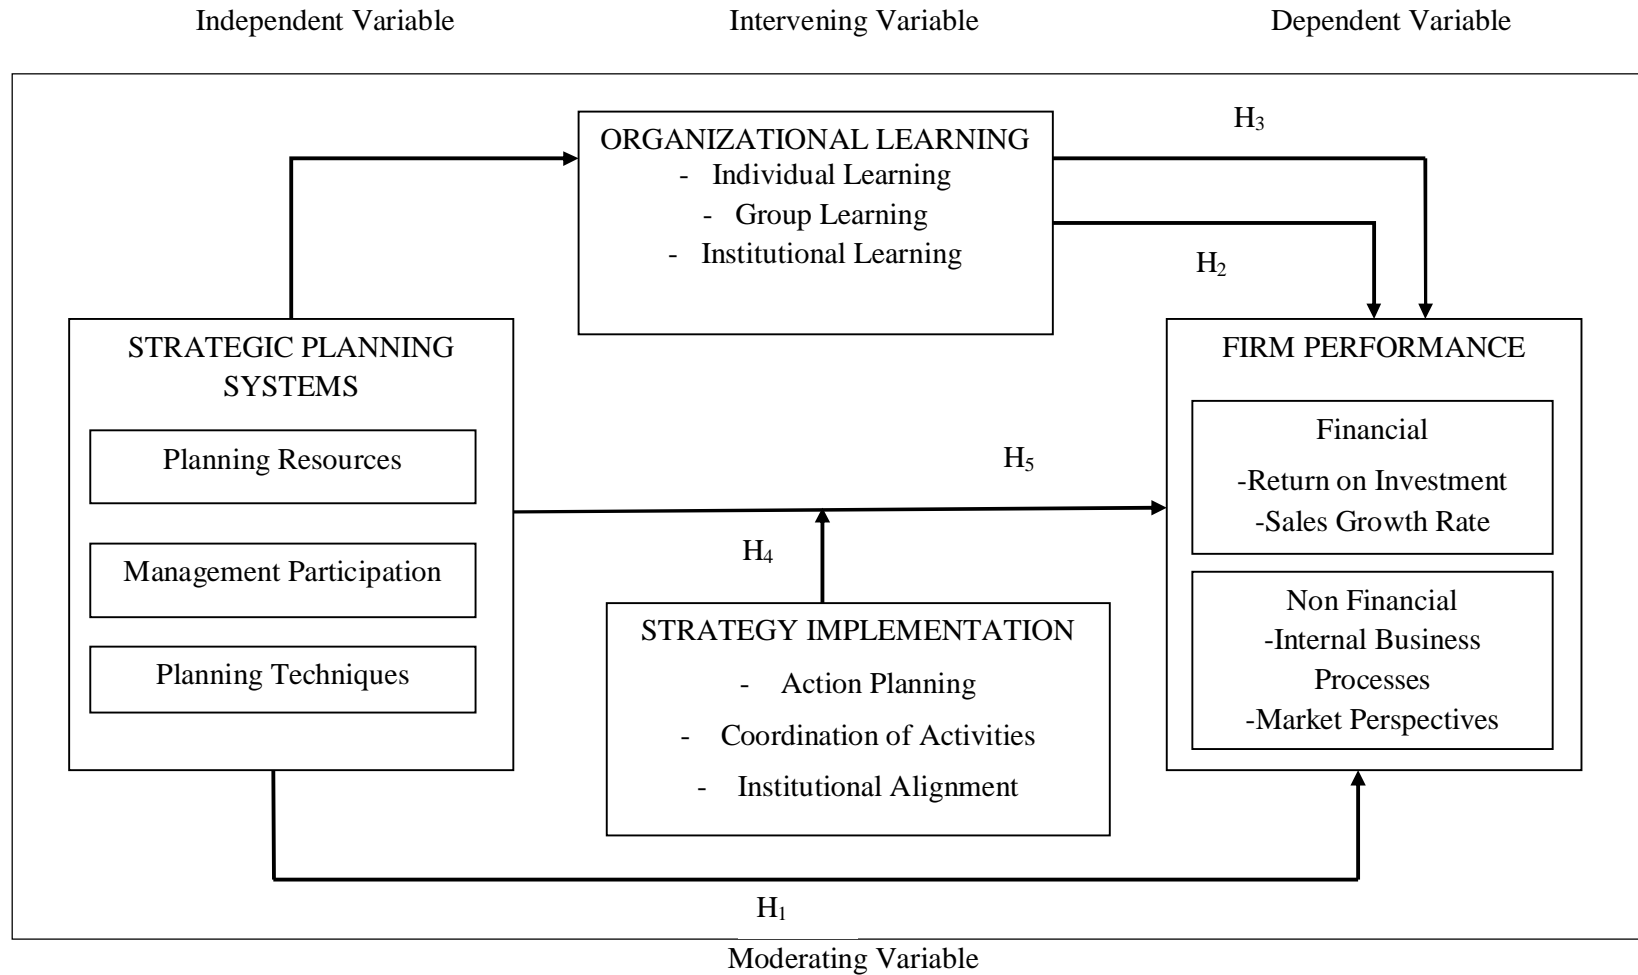 Independent Variable
Intervening Variable
Dependent Variable
ORGANIZATIONAL LEARNING
- Individual Learning
- Group Learning
- Institutional Learning
H₃
H₂
STRATEGIC PLANNING
SYSTEMS
Planning Resources
Management Participation
Planning Techniques
H₅
H₄
STRATEGY IMPLEMENTATION
- Action Planning
- Coordination of Activities
- Institutional Alignment
FIRM PERFORMANCE
Financial
-Return on Investment
-Sales Growth Rate
Non Financial
-Internal Business
Processes
-Market Perspectives
H₁
Moderating Variable